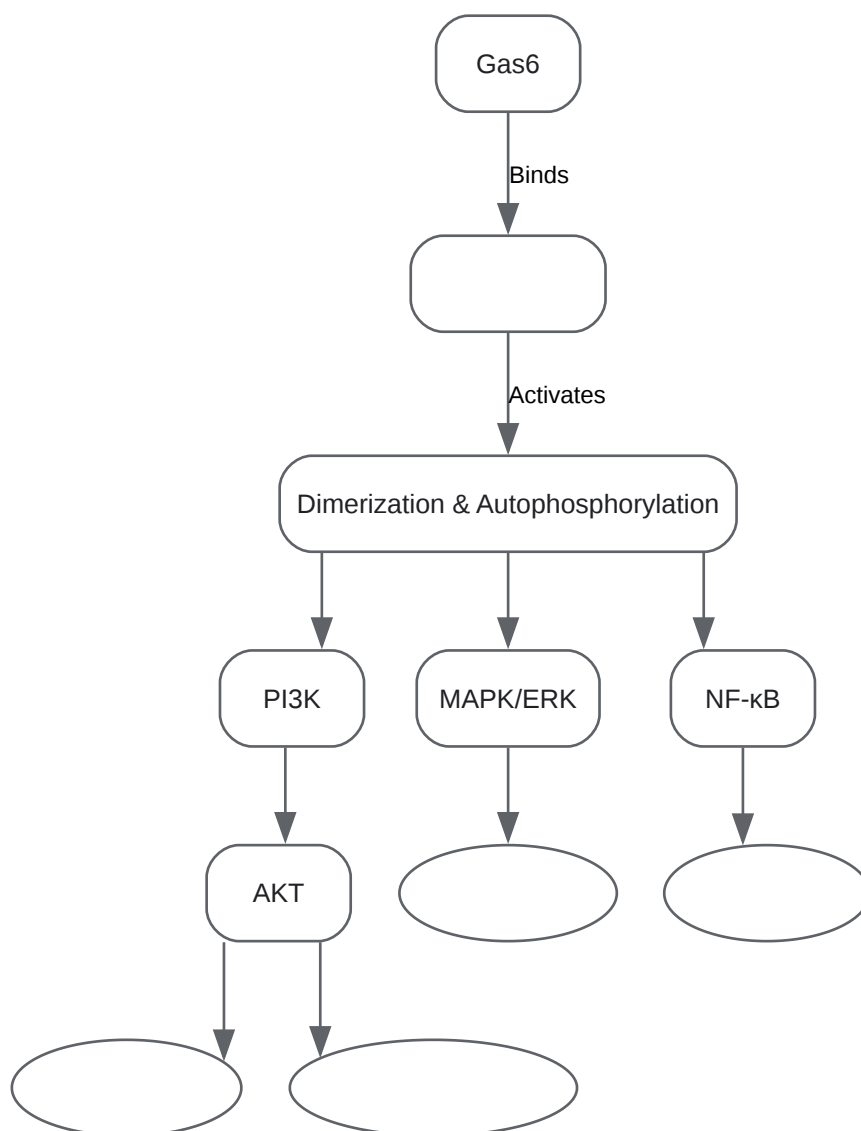 Gas6
Binds
Activates
Dimerization & Autophosphorylation
PI3K
MAPK/ERK
NF-κB
AKT